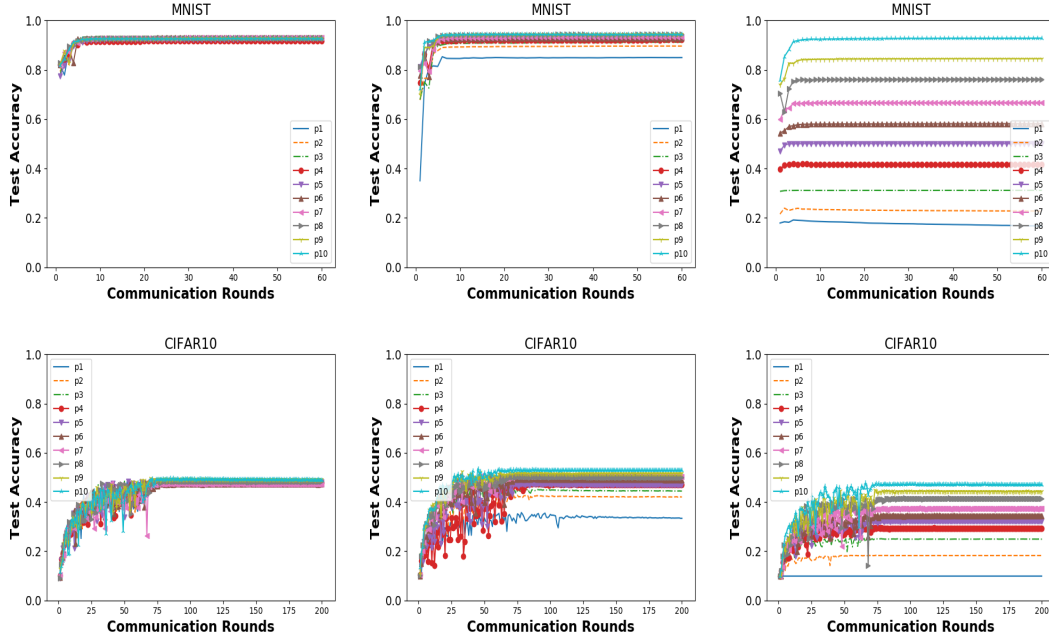 MNIST
1.0
0.8
0.6
0.4
0.2
0.0
Test Accuracy
p1
p2
p3
p4
p5
p6
p7
p8
p9
p10
0 10 20 30 40 50 60
Communication Rounds
MNIST
1.0
0.8
0.6
0.4
0.2
0.0
Test Accuracy
p1
p2
p3
p4
p5
p6
p7
p8
p9
p10
0 10 20 30 40 50 60
Communication Rounds
MNIST
1.0
0.8
0.6
0.4
0.2
0.0
Test Accuracy
p1
p2
p3
p4
p5
p6
p7
p8
p9
p10
0 10 20 30 40 50 60
Communication Rounds
CIFAR10
1.0
0.8
0.6
0.4
0.2
0.0
Test Accuracy
p1
p2
p3
p4
p5
p6
p7
p8
p9
p10
0 25 50 75 100 125 150 175 200
Communication Rounds
CIFAR10
1.0
0.8
0.6
0.4
0.2
0.0
Test Accuracy
p1
p2
p3
p4
p5
p6
p7
p8
p9
p10
0 25 50 75 100 125 150 175 200
Communication Rounds
CIFAR10
1.0
0.8
0.6
0.4
0.2
0.0
Test Accuracy
p1
p2
p3
p4
p5
p6
p7
p8
p9
p10
0 25 50 75 100 125 150 175 200
Communication Rounds